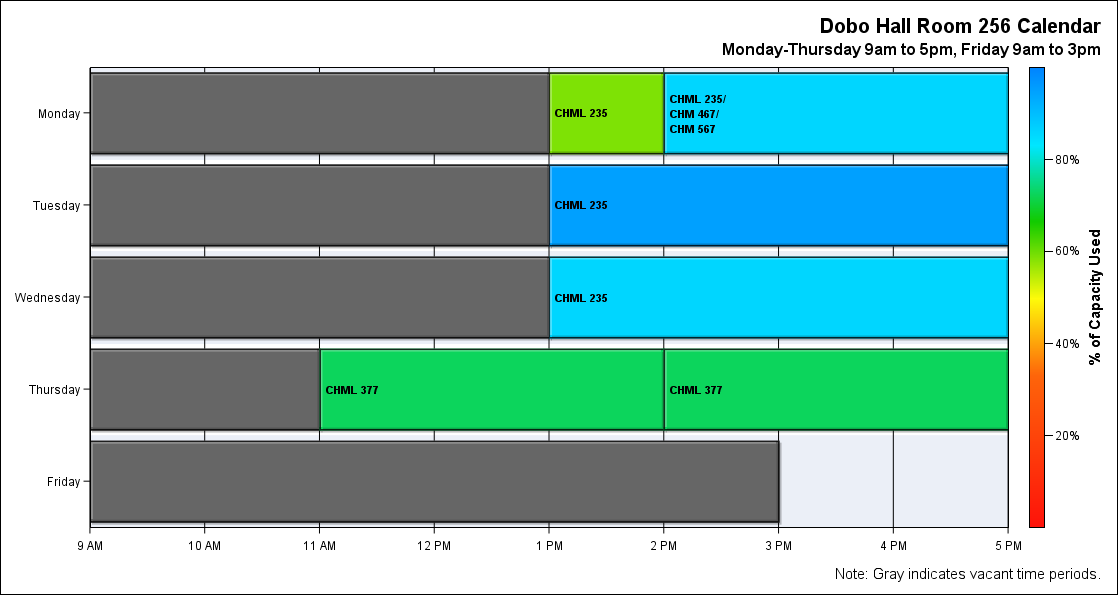 Dobo Hall Room 256 Calendar
Monday-Thursday 9am to 5pm, Friday 9am to 3pm
Monday
CHML 235
CHML 235/
CHM 467/
CHM 567
Tuesday
CHML 235
Wednesday
CHML 235
Thursday
CHML 377
CHML 377
Friday
9 AM
10 AM
11 AM
12 PM
1 PM
2 PM
3 PM
4 PM
5 PM
80%
60%
40%
20%
% of Capacity Used
Note: Gray indicates vacant time periods.